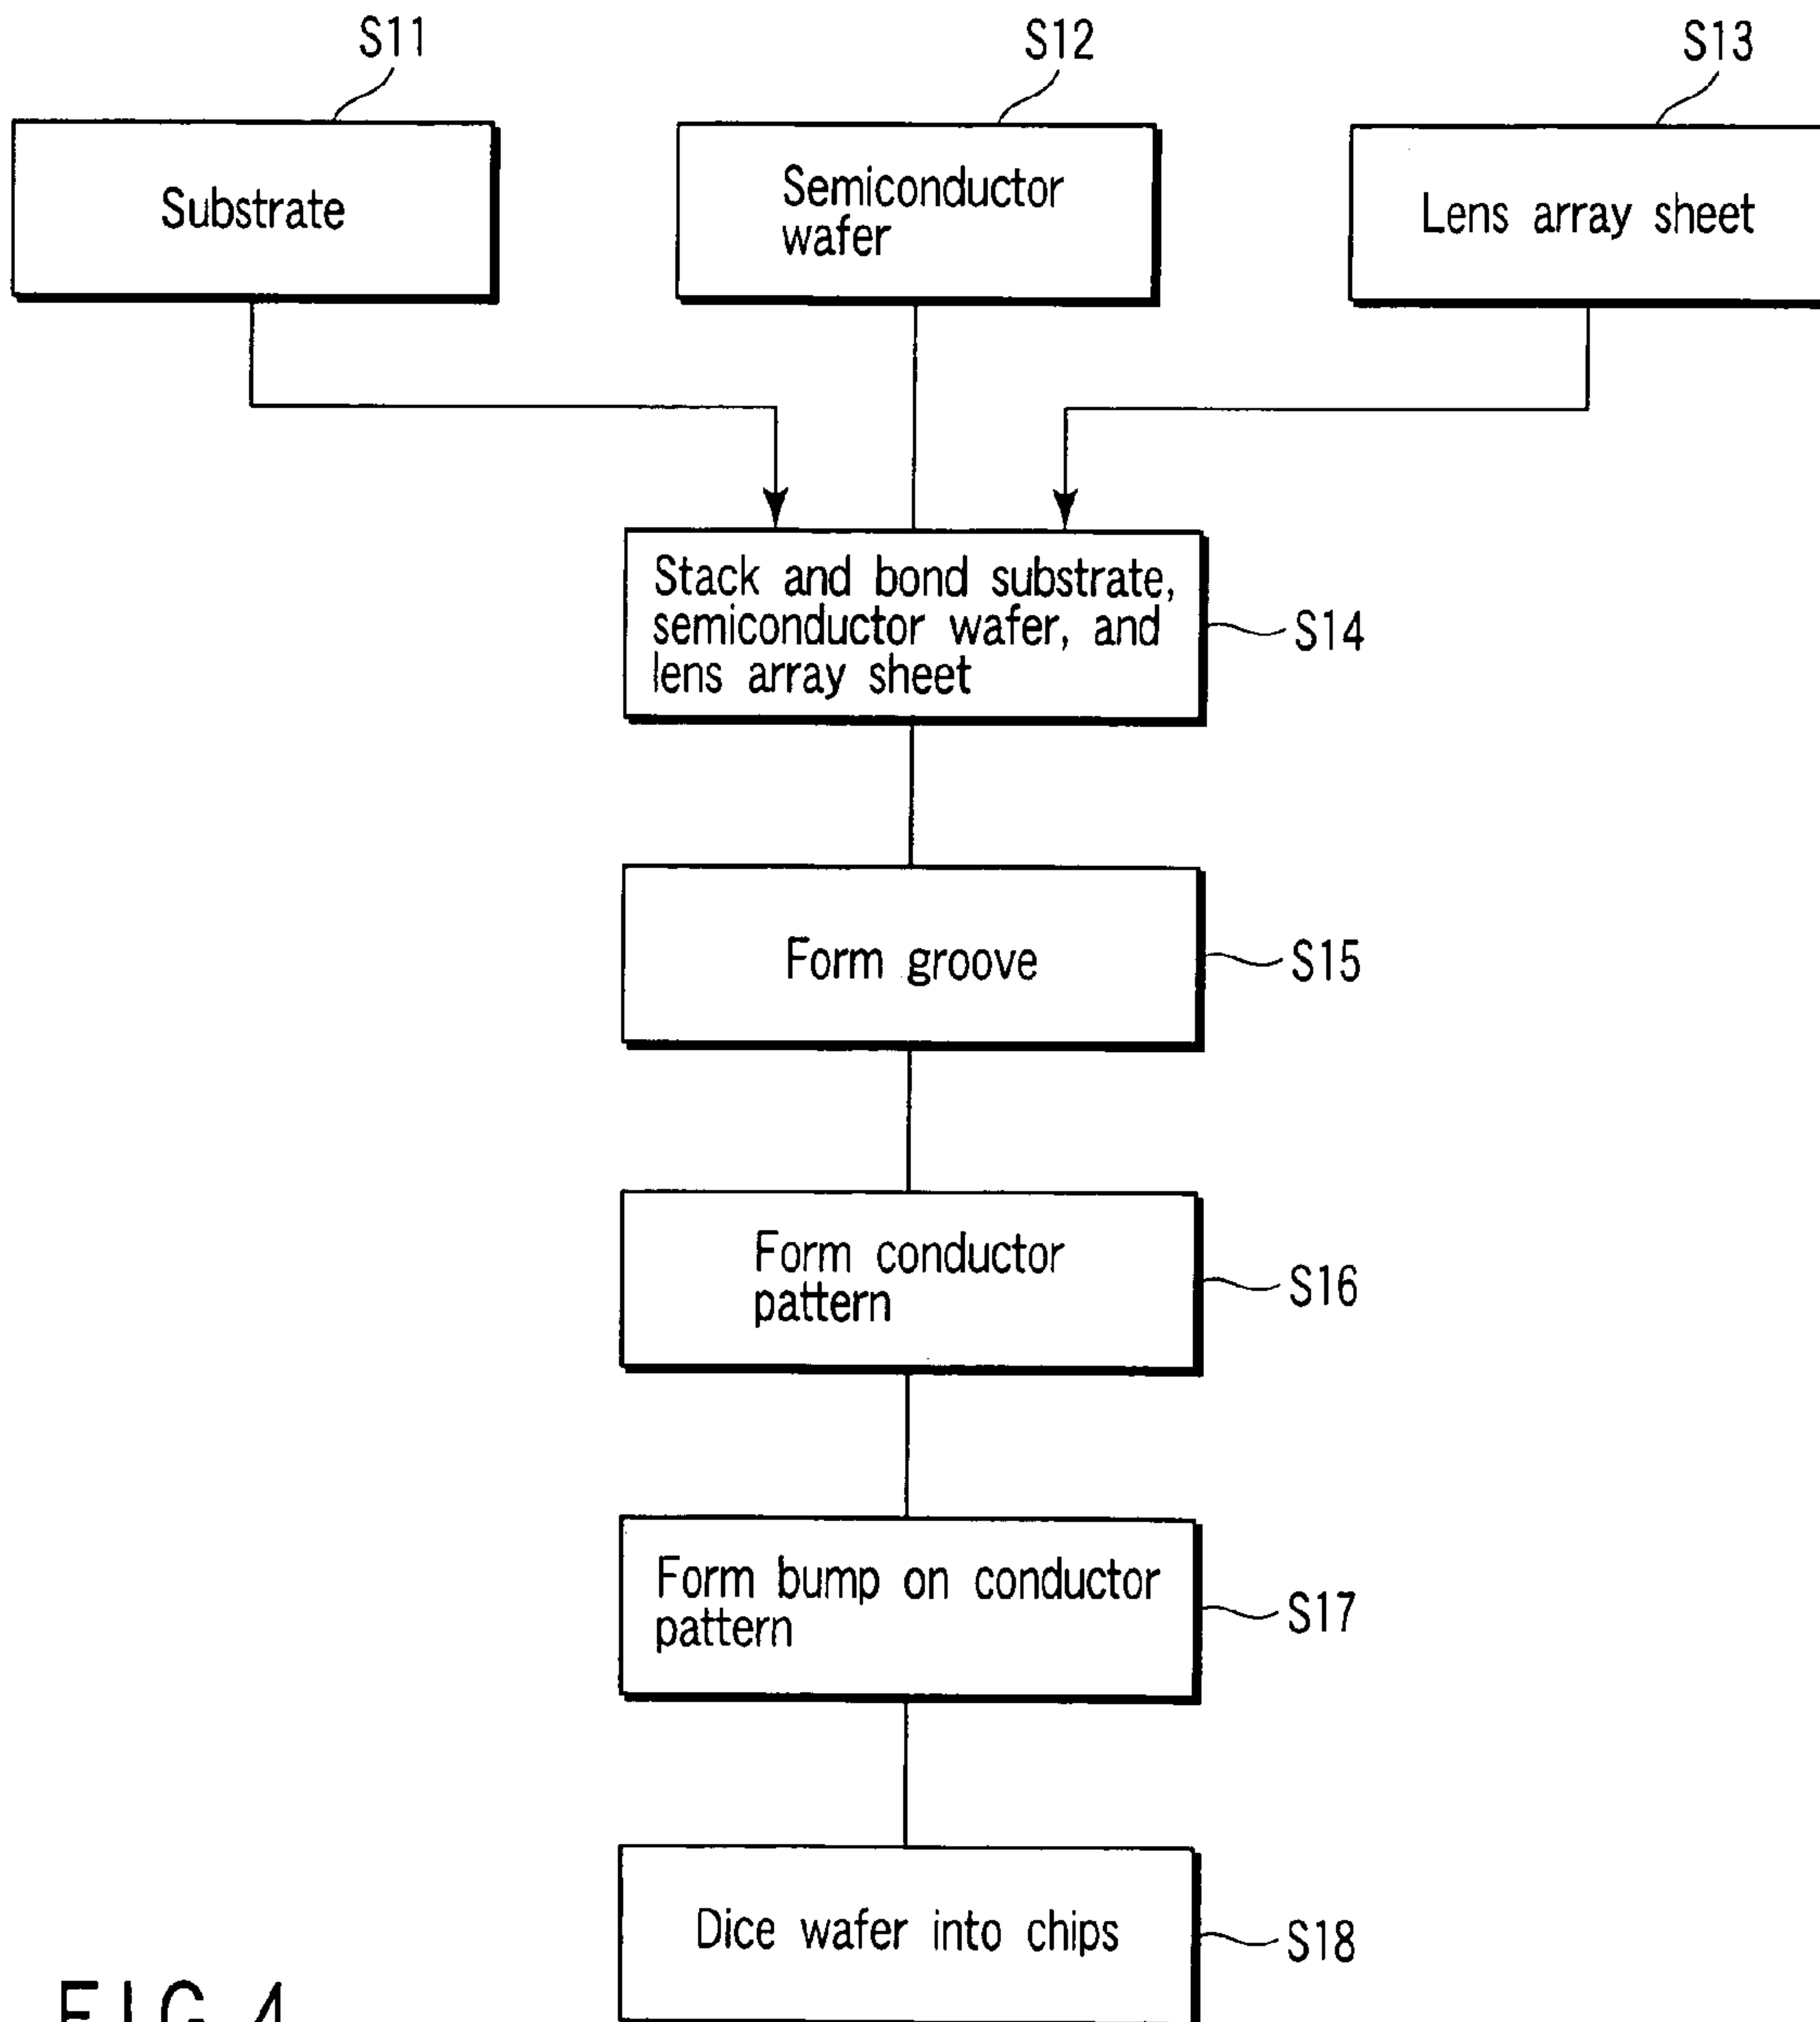 S11
S12
S13
Substrate
Semiconductor
wafer
Lens array sheet
Stack and bond substrate,
semiconductor wafer, and
lens array sheet
S14
Form groove
S15
Form conductor
pattern
S16
Form bump on conductor
pattern
S17
Dice wafer into chips
S18
FIG. 4